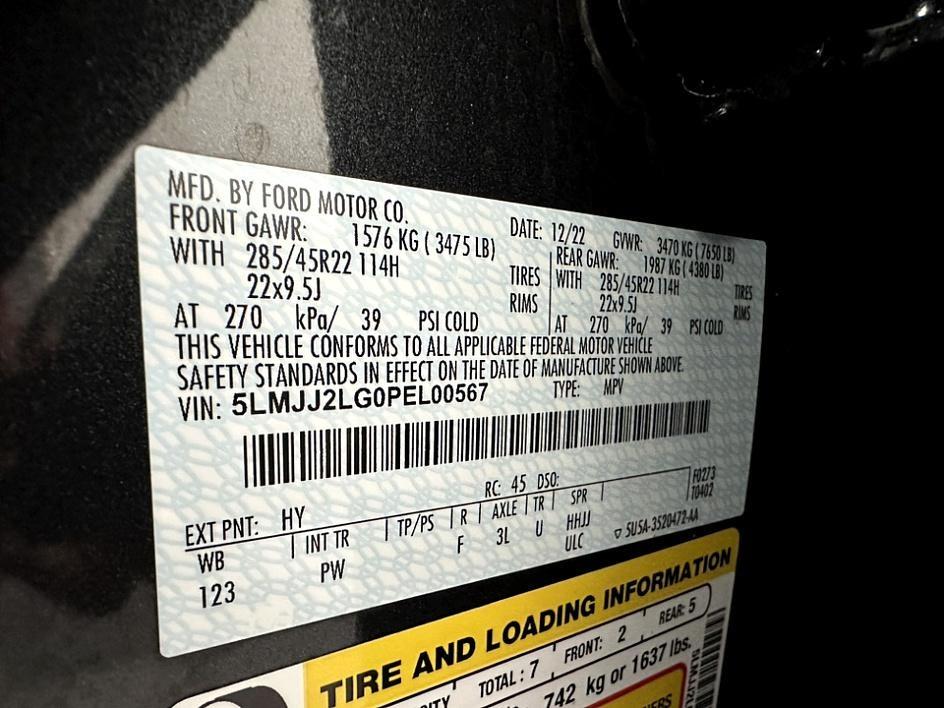 MFD. BY FORD MOTOR CO.
DATE: 12/22 GVWR: 3470 KG ( 7650 LB)
FRONT GAWR: 1576 KG ( 3475 LB)
REAR GAWR: 1987 KG ( 4380 LB)
WITH 285/45R22 114H TIRES
WITH 285/45R22 114H TIRES
22x9.5J RIMS
22x9.5J RIMS
AT 270 kPa/ 39 PSI COLD
AT 270 kPa/ 39 PSI COLD
THIS VEHICLE CONFORMS TO ALL APPLICABLE FEDERAL MOTOR VEHICLE
SAFETY STANDARDS IN EFFECT ON THE DATE OF MANUFACTURE SHOWN ABOVE.
VIN: 5LMJJ2LG0PEL00567 TYPE: MPV
F0273
T0402
EXT PNT: HY RC: 45 DSO:
WB INT TR TP/PS R AXLE TR SPR
123 PW F 3L U HHJJ
ULC ▽ 5U5A-3520472-AA
TIRE AND LOADING INFORMATION
TOTAL : 7 FRONT: 2 REAR: 5
742 kg or 1637 lbs.